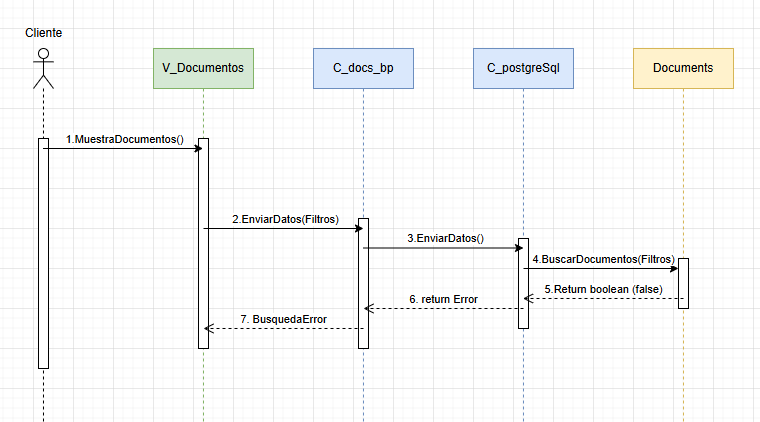 Cliente
V_Documentos
C_docs_bp
C_postgreSql
Documents
1.MuestraDocumentos()
2.EnviarDatos(Filtros)
3.EnviarDatos()
4.BuscarDocumentos(Filtros)
5.Return boolean (false)
6. return Error
7. BusquedaError